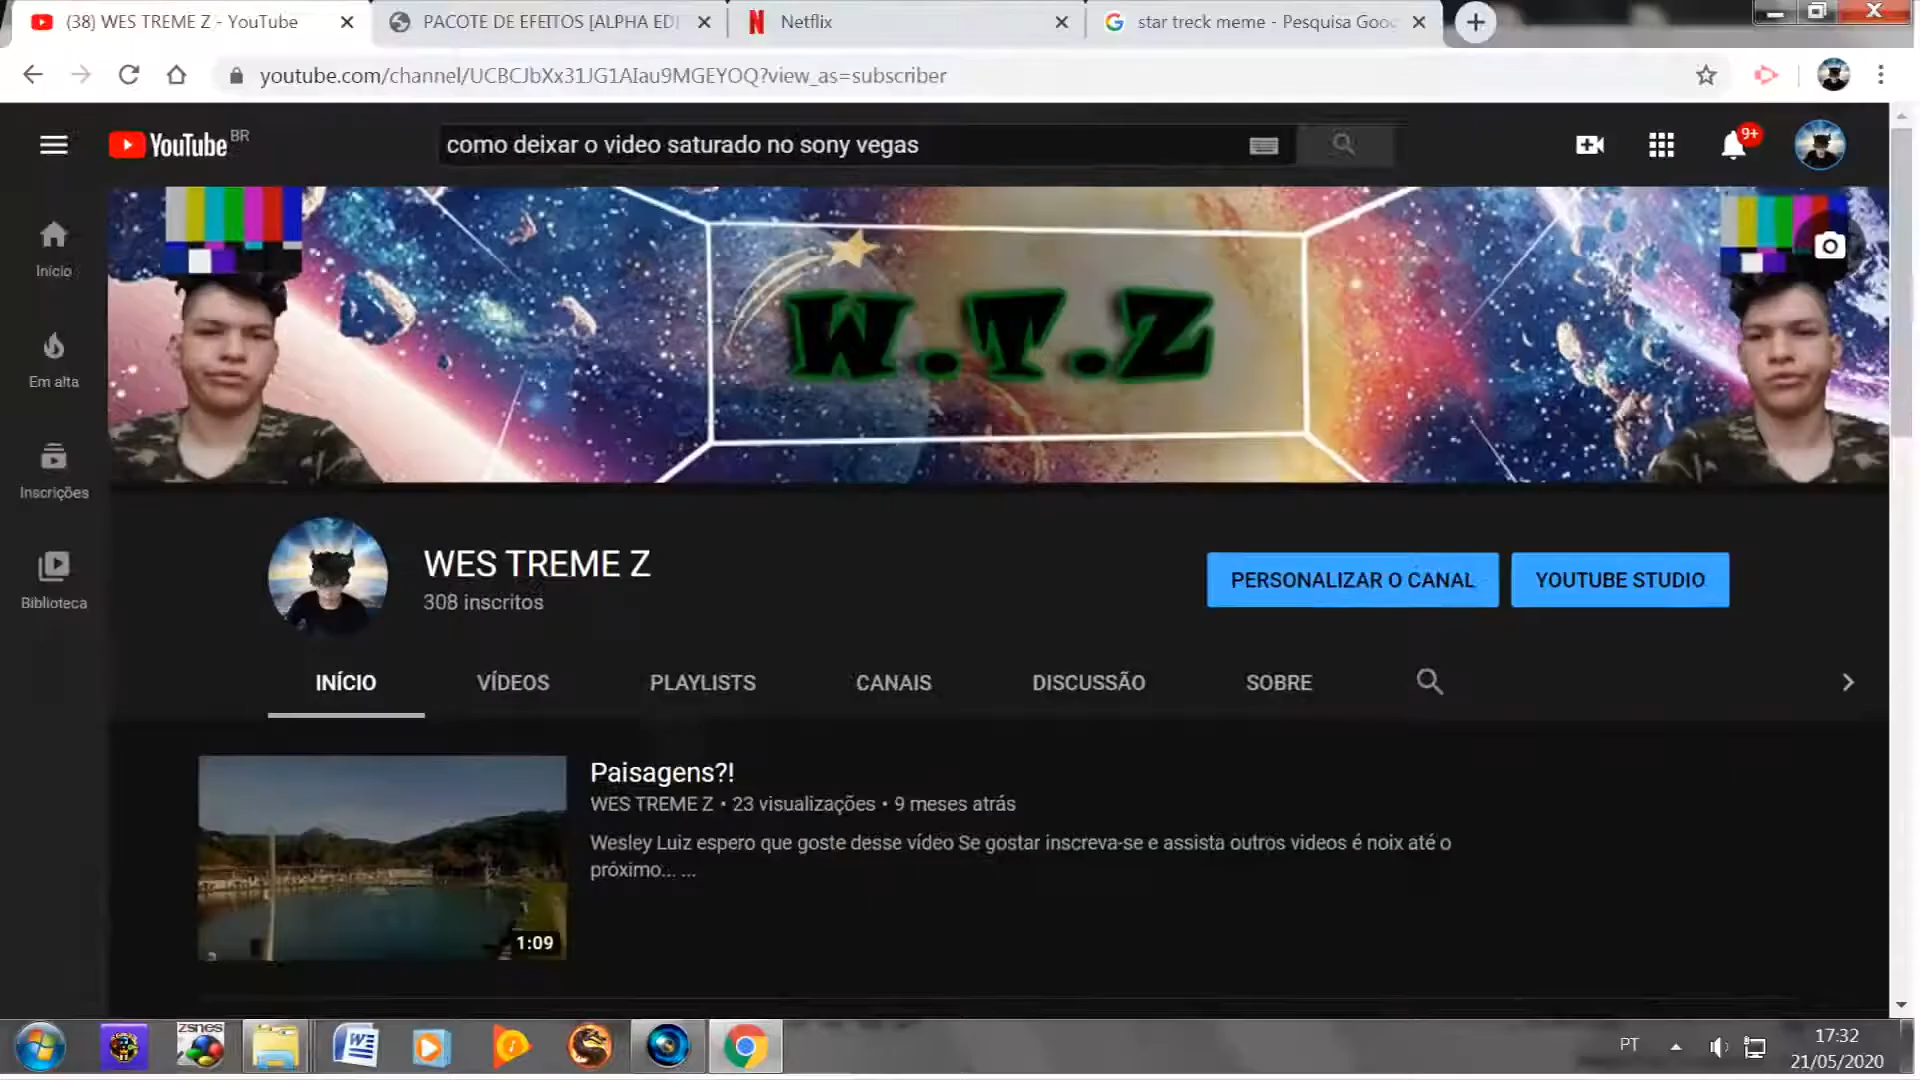 (38) WES TREME Z - YouTube
PACOTE DE EFEITOS [ALPHA EDI
Netflix
star treck meme - Pesquisa Goo
youtube.com/channel/UCBCJbXx31JG1AIau9MGEYOQ?view_as=subscriber
YouTube BR
como deixar o video saturado no sony vegas
9+
W.T.Z
Início
Em alta
Inscrições
Biblioteca
WES TREME Z
308 inscritos
PERSONALIZAR O CANAL
YOUTUBE STUDIO
INÍCIO
VÍDEOS
PLAYLISTS
CANAIS
DISCUSSÃO
SOBRE
Paisagens?!
WES TREME Z • 23 visualizações • 9 meses atrás
Wesley Luiz espero que goste desse vídeo Se gostar inscreva-se e assista outros videos é noix até o
próximo... ...
1:09
ZSNES
W
PT
17:32
21/05/2020